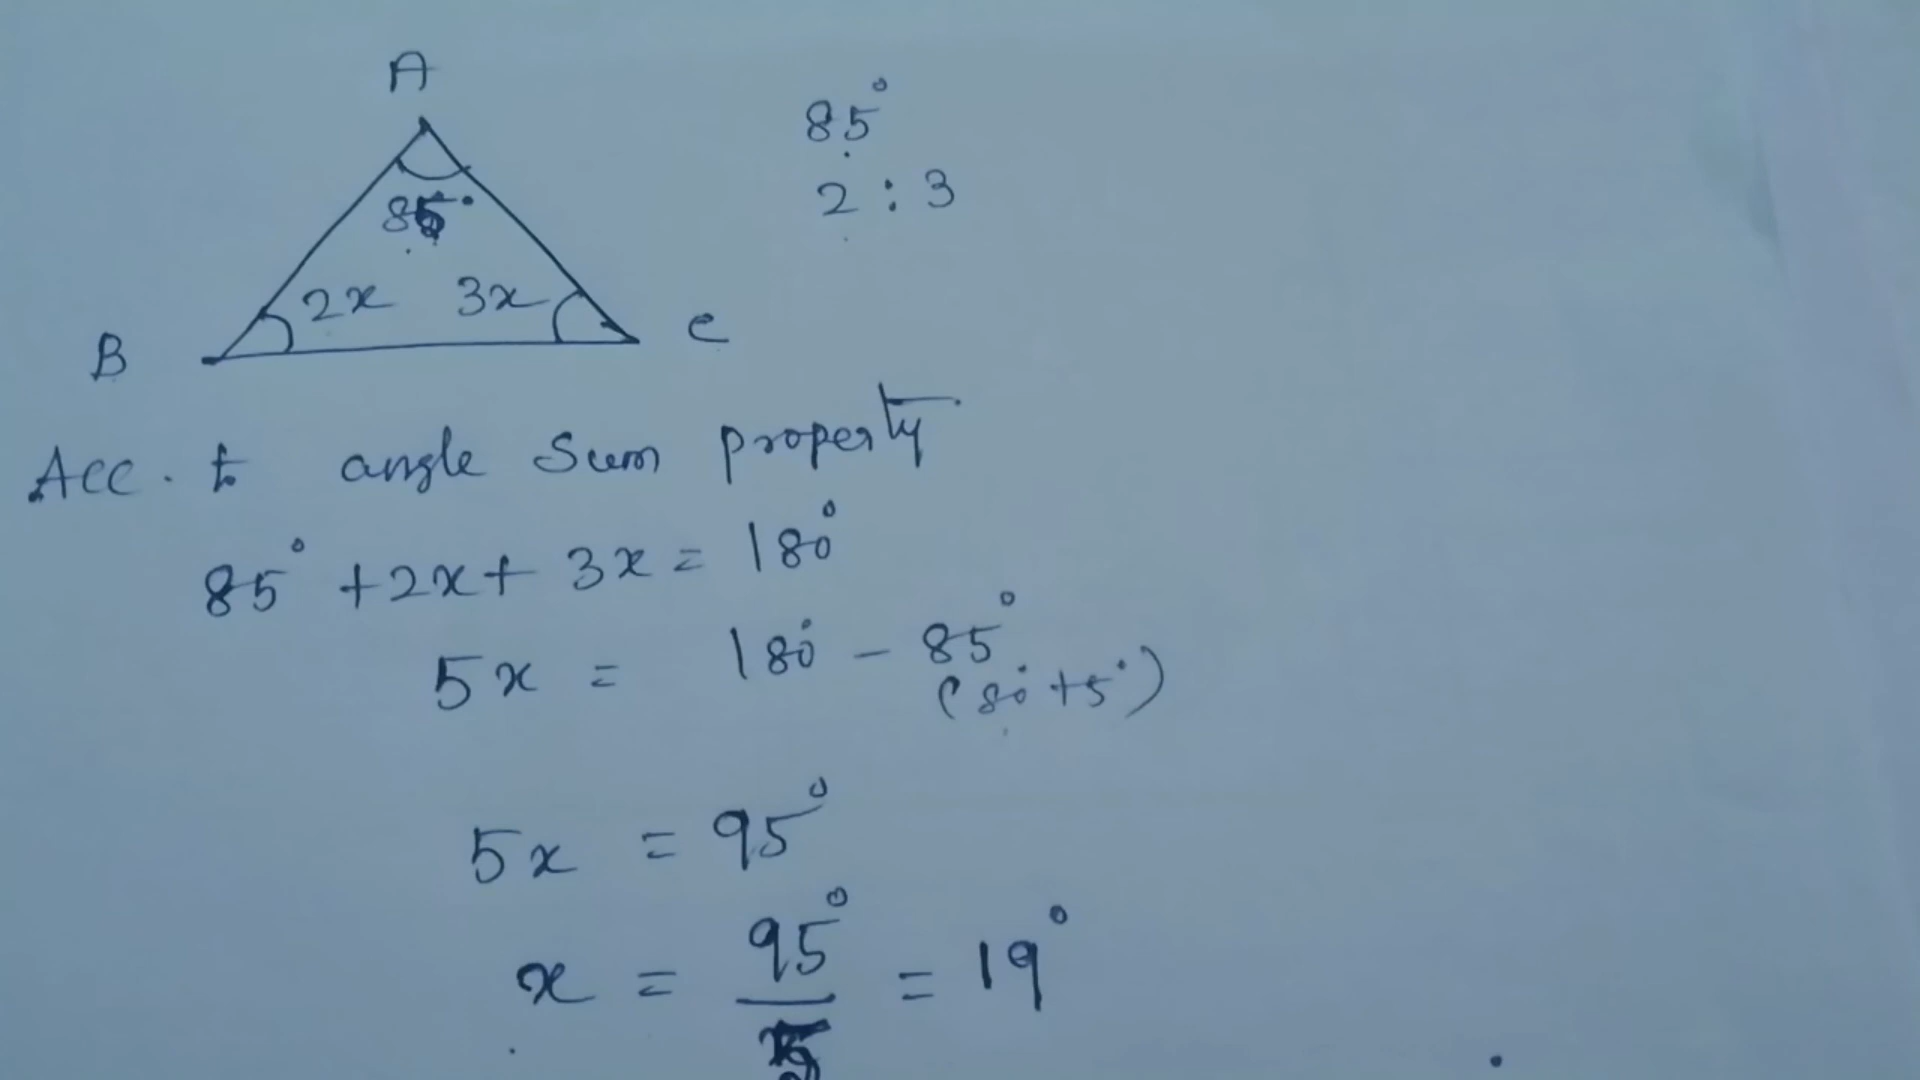 A
85°
2 : 3
85°
2x 3x
B
C
Acc. to angle Sum property
85° + 2x + 3x = 180°
5x = 180° - 85°
(80° + 5°)
5x = 95°
x = 95° / 5 = 19°